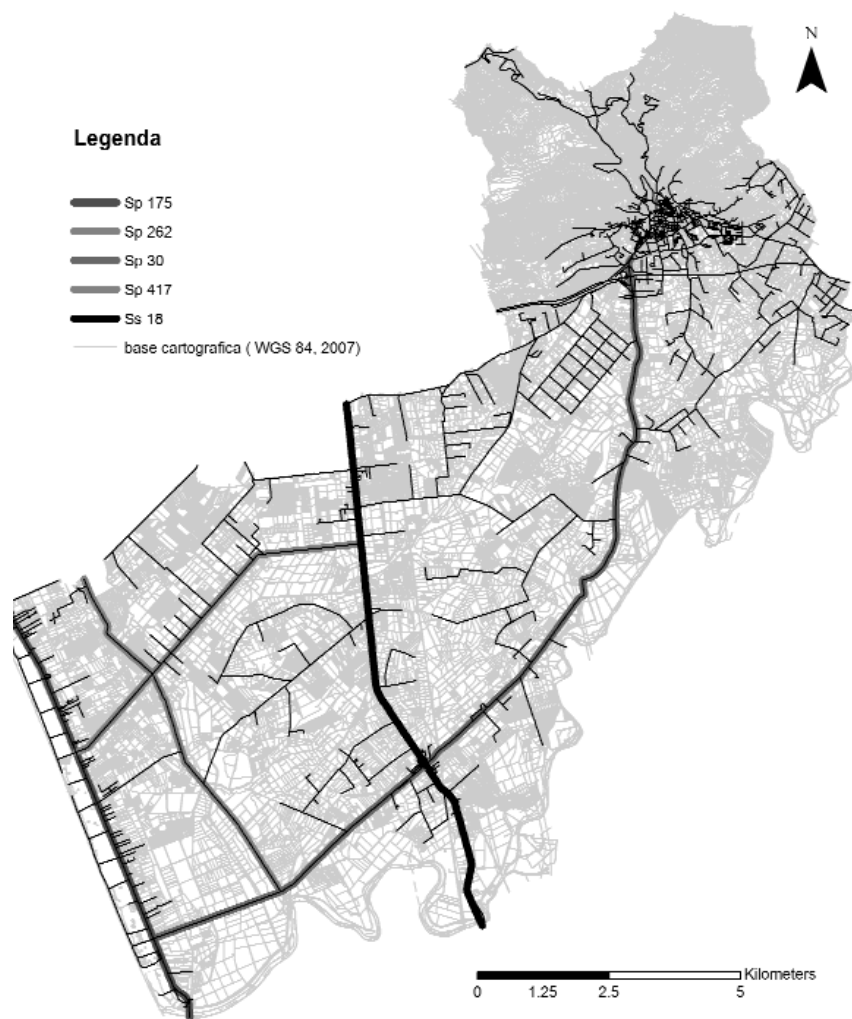 N
Legenda
Sp 175
Sp 262
Sp 30
Sp 417
Ss 18
base cartografica ( WGS 84, 2007)
Kilometers
0 1.25 2.5 5